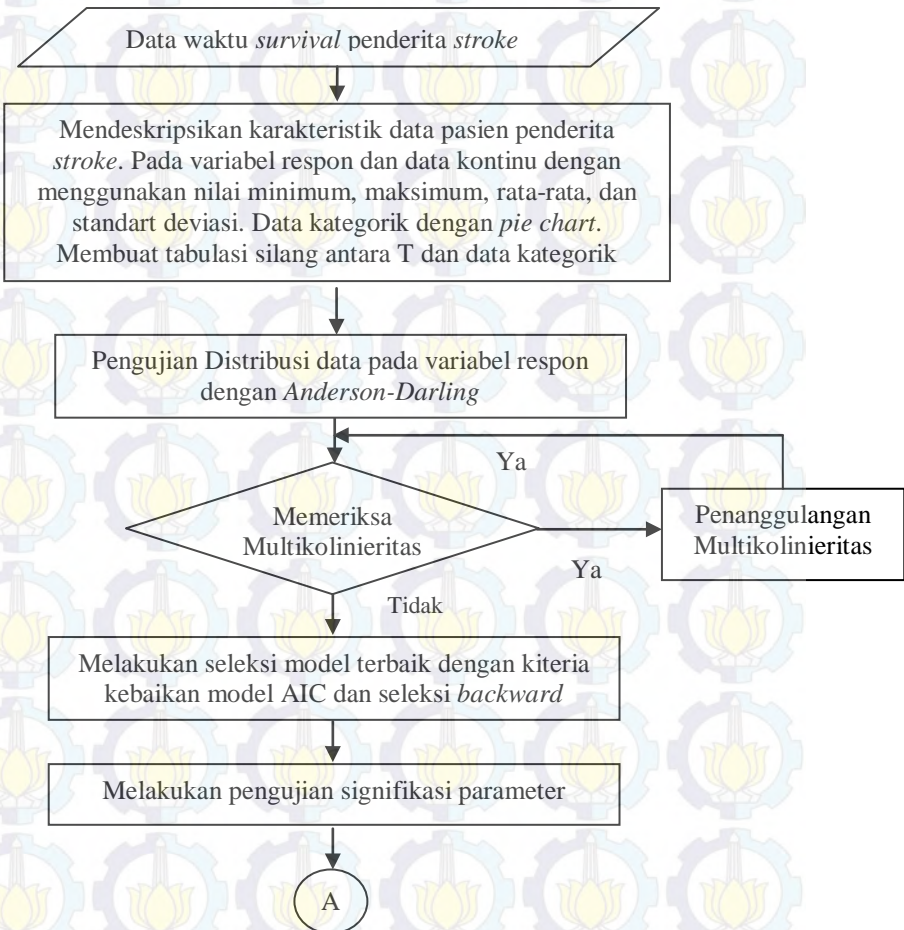 Data waktu survival penderita stroke
Mendeskripsikan karakteristik data pasien penderita
stroke. Pada variabel respon dan data kontinu dengan
menggunakan nilai minimum, maksimum, rata-rata, dan
standart deviasi. Data kategorik dengan pie chart.
Membuat tabulasi silang antara T dan data kategorik
Pengujian Distribusi data pada variabel respon
dengan Anderson-Darling
Ya
Memeriksa
Multikolinieritas
Penanggulangan
Multikolinieritas
Ya
Tidak
Melakukan seleksi model terbaik dengan kiteria
kebaikan model AIC dan seleksi backward
Melakukan pengujian signifikasi parameter
A